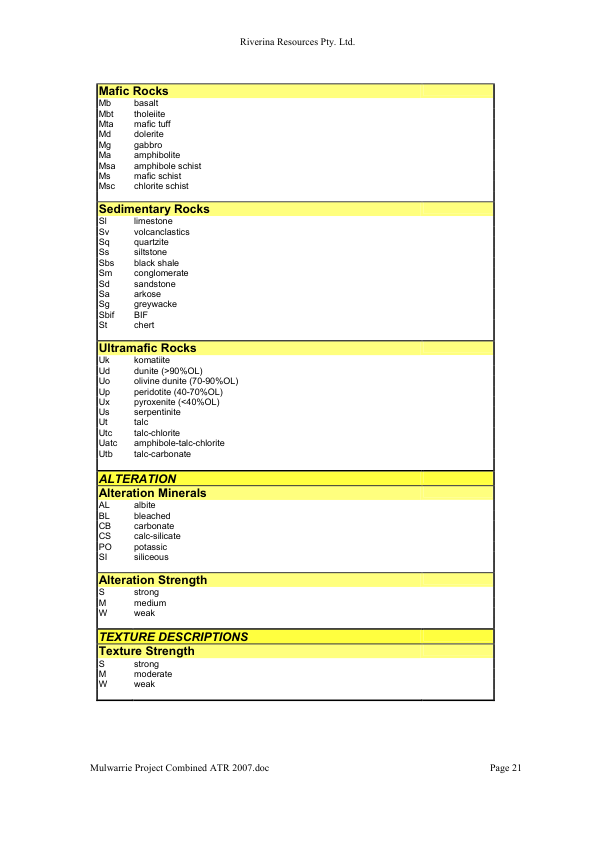 Riverina Resources Pty. Ltd.
Mafic Rocks
Mb basalt
Mbt tholeiite
Mta mafic tuff
Md dolerite
Mg gabbro
Ma amphibolite
Msa amphibole schist
Ms mafic schist
Msc chlorite schist
Sedimentary Rocks
Sl limestone
Sv volcanclastics
Sq quartzite
Ss siltstone
Sbs black shale
Sm conglomerate
Sd sandstone
Sa arkose
Sg greywacke
Sbif BIF
St chert
Ultramafic Rocks
Uk komatiite
Ud dunite (>90%OL)
Uo olivine dunite (70-90%OL)
Up peridotite (40-70%OL)
Ux pyroxenite (<40%OL)
Us serpentinite
Ut talc
Utc talc-chlorite
Uatc amphibole-talc-chlorite
Utb talc-carbonate
ALTERATION
Alteration Minerals
AL albite
BL bleached
CB carbonate
CS calc-silicate
PO potassic
SI siliceous
Alteration Strength
S strong
M medium
W weak
TEXTURE DESCRIPTIONS
Texture Strength
S strong
M moderate
W weak
Mulwarrie Project Combined ATR 2007.doc Page 21